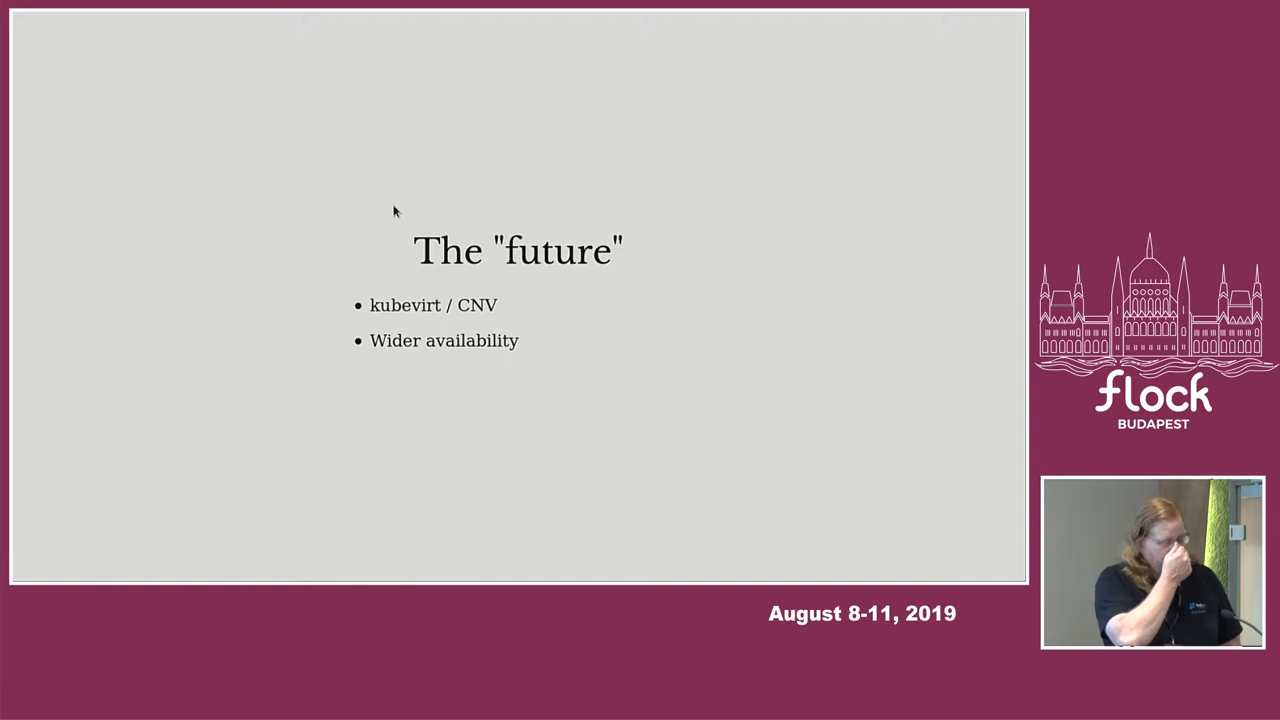 The "future"
• kubevirt / CNV
• Wider availability
flock
BUDAPEST
August 8-11, 2019